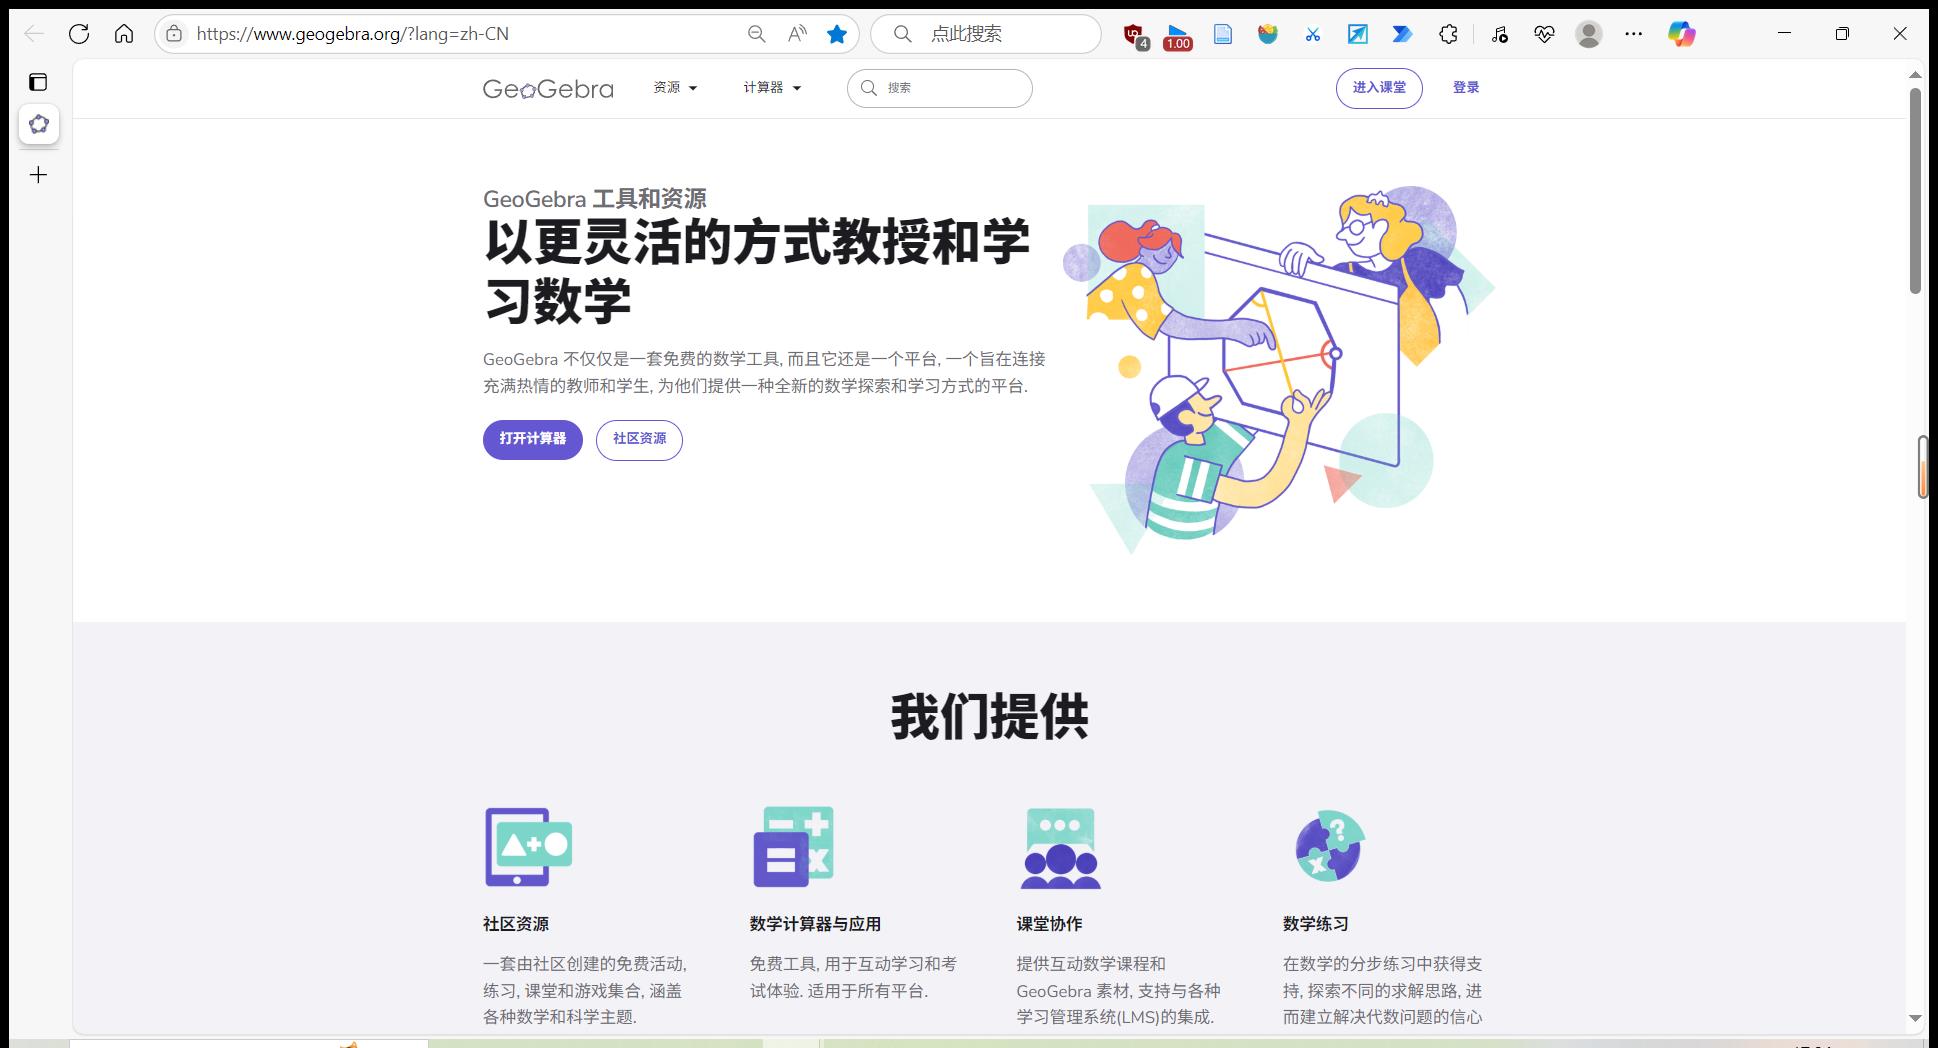 https://www.geogebra.org/?lang=zh-CN
点此搜索
4
1.00
GeoGebra
资源
计算器
搜索
进入课堂
登录
GeoGebra 工具和资源
以更灵活的方式教授和学
习数学
GeoGebra 不仅仅是一套免费的数学工具, 而且它还是一个平台, 一个旨在连接
充满热情的教师和学生, 为他们提供一种全新的数学探索和学习方式的平台.
打开计算器
社区资源
我们提供
社区资源
一套由社区创建的免费活动,
练习, 课堂和游戏集合, 涵盖
各种数学和科学主题.
数学计算器与应用
免费工具, 用于互动学习和考
试体验. 适用于所有平台.
课堂协作
提供互动数学课程和
GeoGebra 素材, 支持与各种
学习管理系统(LMS)的集成.
数学练习
在数学的分步练习中获得支
持, 探索不同的求解思路, 进
而建立解决代数问题的信心